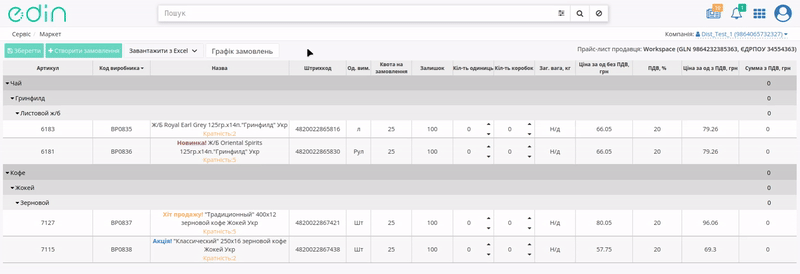 edin
Пошук
19
1
Сервіс / Маркет
Компанія: Dist_Test_1 (9864065732327)
Зберегти
Створити замовлення
Завантажити з Excel
Графік замовлень
Прайс-лист продавця: Workspace (GLN 9864232385363, ЄДРПОУ 34554363)
Артикул Код виробника Назва Штрихкод Од. вим. Квота на замовлення Залишок Кіл-ть одиниць Кіл-ть коробок Заг. вага, кг Ціна за од без ПДВ, грн ПДВ, % Ціна за од з ПДВ, грн Сумма з ПДВ, грн
Чай 0
Гринфилд 0
Листовой ж/б 0
6183 BP0835 Ж/Б Royal Earl Grey 125гр.х14п."Гринфилд" Укр 4820022865816 л 25 100 0 0 Н/д 66.05 20 79.26 0
Кратність:2
6181 BP0836 Новинка! Ж/Б Oriental Spirits 4820022865830 Рул 25 100 0 0 Н/д 66.05 20 79.26 0
125гр.х14п."Гринфилд" Укр
Кратність:5
Кофе 0
Жокей 0
Зерновой 0
7127 BP0837 Хіт продажу! "Традиционный" 400х12 4820022867421 Шт 25 100 0 0 Н/д 80.05 20 96.06 0
зерновой кофе Жокей Укр
Кратність:5
7115 BP0838 Акція! "Классический" 250х16 зерновой кофе 4820022867438 Шт 25 100 0 0 Н/д 57.75 20 69.3 0
Жокей Укр